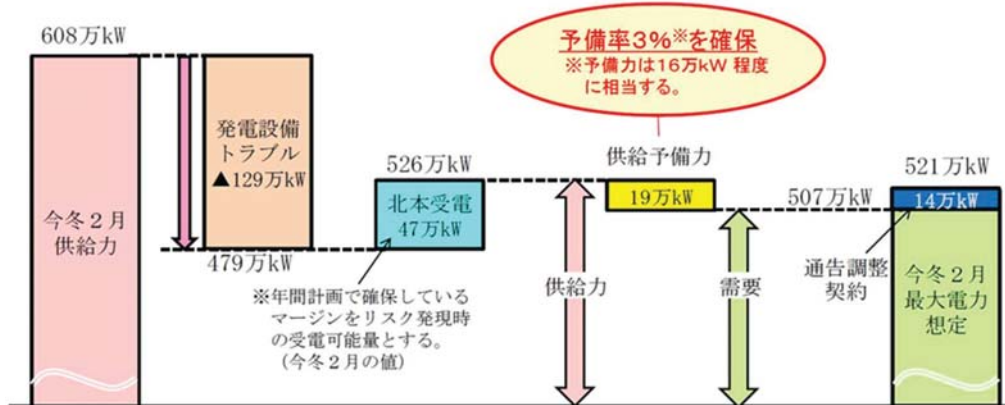 608万kW
今冬２月
供給力
発電設備
トラブル
▲129万kW
479万kW
526万kW
北本受電
47万kW
※年間計画で確保している
マージンをリスク発現時
の受電可能量とする。
(今冬２月の値)
予備率3%※を確保
※予備力は16万kW 程度
に相当する。
供給予備力
19万kW
供給力
需要
507万kW
521万kW
14万kW
通告調整
契約
今冬２月
最大電力
想定